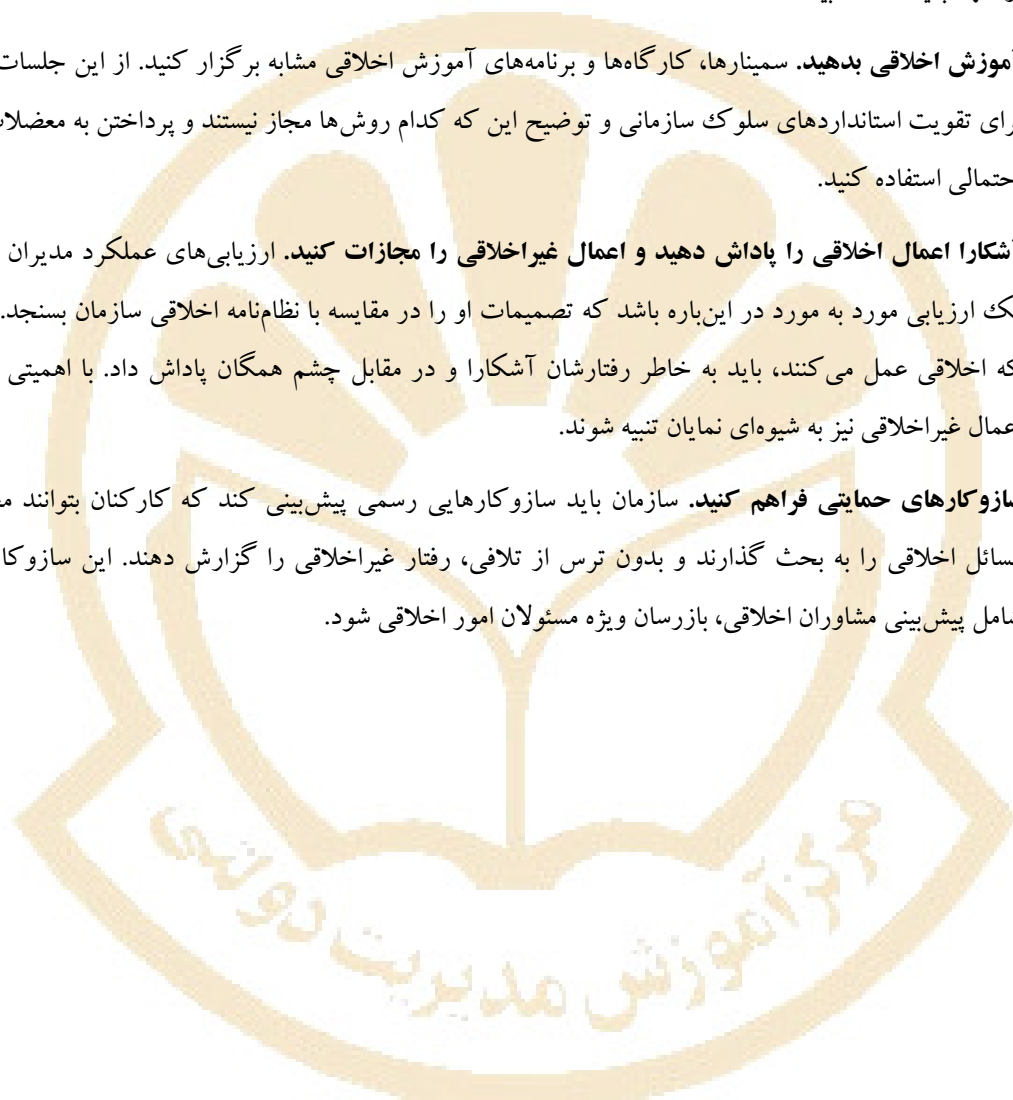 آموزش اخلاقی بدهید. سمینارها، کارگاه‌ها و برنامه‌های آموزش اخلاقی مشابه برگزار کنید. از این جلسات
برای تقویت استانداردهای سلوک سازمانی و توضیح این که کدام روش‌ها مجاز نیستند و پرداختن به معضلات
احتمالی استفاده کنید.
آشکارا اعمال اخلاقی را پاداش دهید و اعمال غیراخلاقی را مجازات کنید. ارزیابی‌های عملکرد مدیران
یک ارزیابی مورد به مورد در این‌باره باشد که تصمیمات او را در مقایسه با نظام‌نامه اخلاقی سازمان بسنجد.
که اخلاقی عمل می‌کنند، باید به خاطر رفتارشان آشکارا و در مقابل چشم همگان پاداش داد. با اهمیتی
اعمال غیراخلاقی نیز به شیوه‌ای نمایان تنبیه شوند.
سازوکارهای حمایتی فراهم کنید. سازمان باید سازوکارهایی رسمی پیش‌بینی کند که کارکنان بتوانند
مسائل اخلاقی را به بحث گذارند و بدون ترس از تلافی، رفتار غیراخلاقی را گزارش دهند. این
شامل پیش‌بینی مشاوران اخلاقی، بازرسان ویژه مسئولان امور اخلاقی شود.
مرکز آموزش مدیریت دولتی